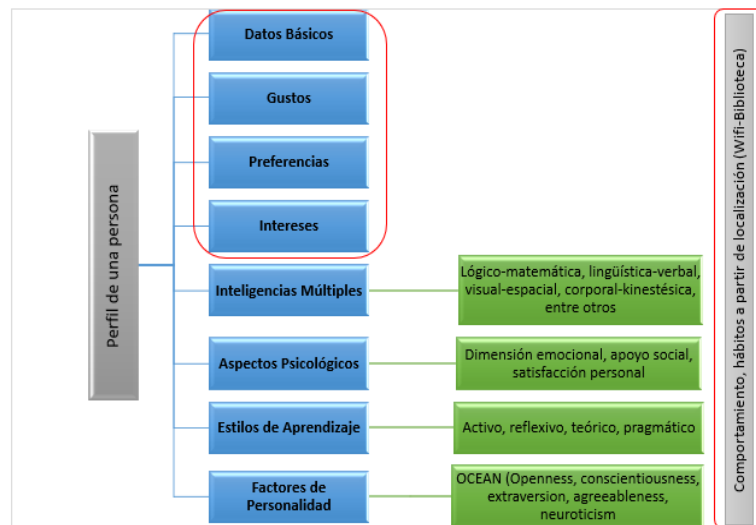 Perfil de una persona
Datos Básicos
Gustos
Preferencias
Intereses
Inteligencias Múltiples
Lógico-matemática, lingüística-verbal,
visual-espacial, corporal-kinestésica,
entre otros
Aspectos Psicológicos
Dimensión emocional, apoyo social,
satisfacción personal
Estilos de Aprendizaje
Activo, reflexivo, teórico, pragmático
Factores de
Personalidad
OCEAN (Openness, conscientiousness,
extraversion, agreeableness,
neuroticism
Comportamiento, hábitos a partir de localización (Wifi-Biblioteca)